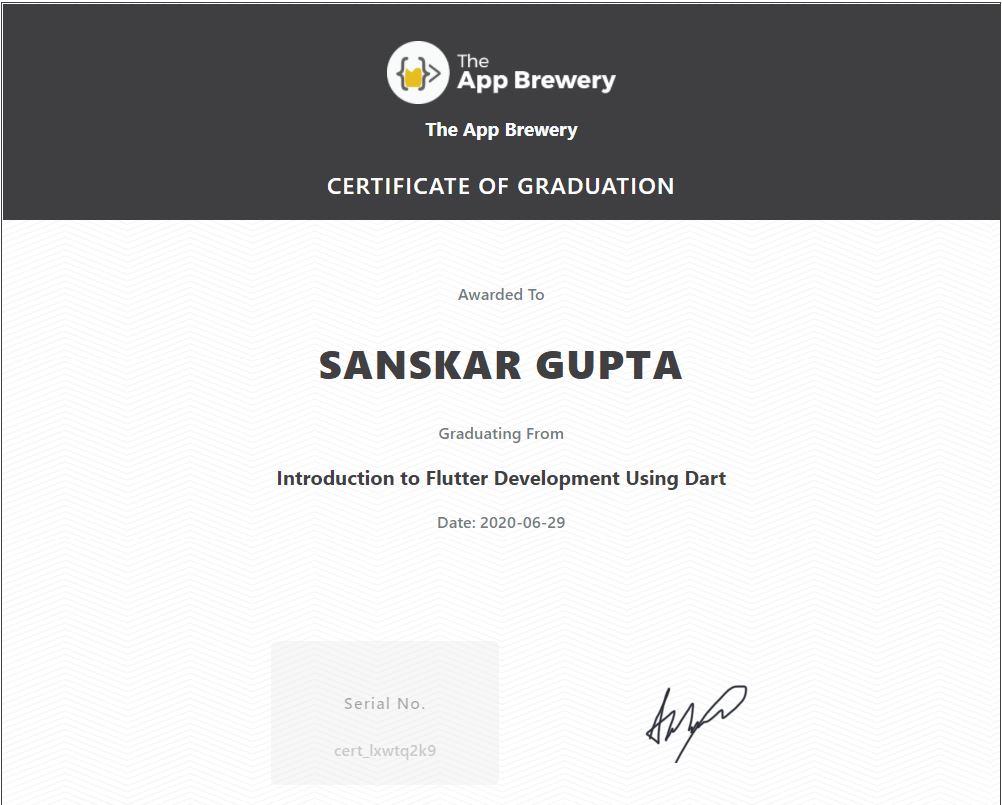 The
App Brewery
The App Brewery
CERTIFICATE OF GRADUATION
Awarded To
SANSKAR GUPTA
Graduating From
Introduction to Flutter Development Using Dart
Date: 2020-06-29
Serial No.
cert_lxwtq2k9